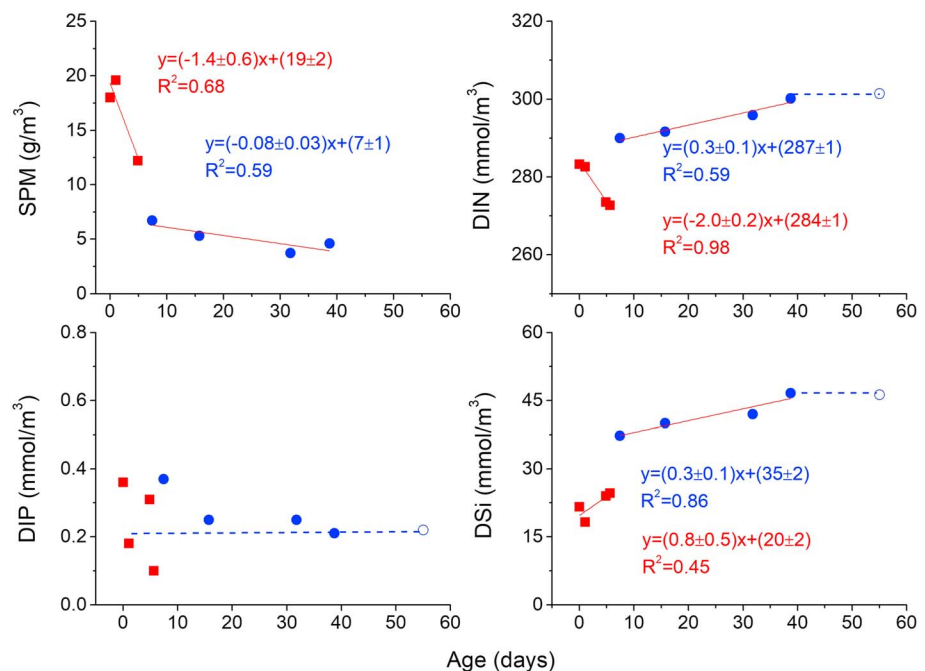 25
20
15
10
5
0
SPM (g/m³)
y=(-1.4±0.6)x+(19±2)
R²=0.68
y=(-0.08±0.03)x+(7±1)
R²=0.59
0 10 20 30 40 50 60
320
300
280
260
DIN (mmol/m³)
y=(0.3±0.1)x+(287±1)
R²=0.59
y=(-2.0±0.2)x+(284±1)
R²=0.98
0 10 20 30 40 50 60
0.8
0.6
0.4
0.2
0.0
DIP (mmol/m³)
0 10 20 30 40 50 60
60
45
30
15
0
DSi (mmol/m³)
y=(0.3±0.1)x+(35±2)
R²=0.86
y=(0.8±0.5)x+(20±2)
R²=0.45
0 10 20 30 40 50 60
Age (days)